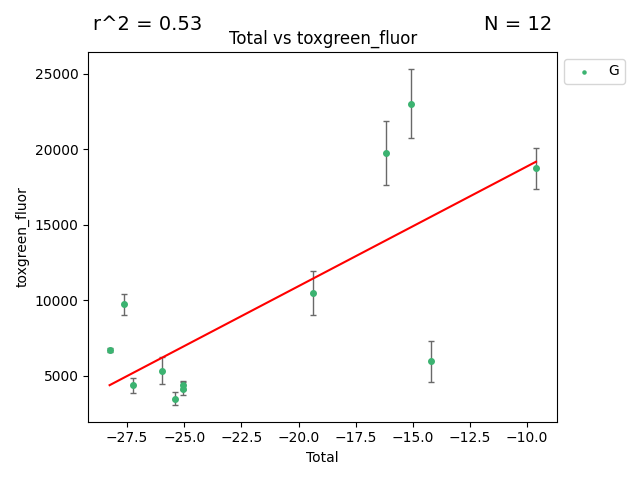 r^2 = 0.53
N = 12
Total vs toxgreen_fluor
G
25000
20000
15000
10000
5000
toxgreen_fluor
−27.5 −25.0 −22.5 −20.0 −17.5 −15.0 −12.5 −10.0
Total